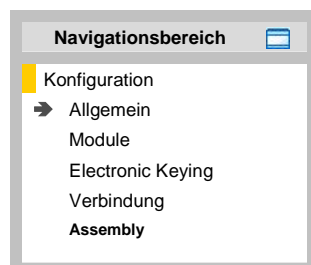 Navigationsbereich
Konfiguration
Allgemein
Module
Electronic Keying
Verbindung
Assembly